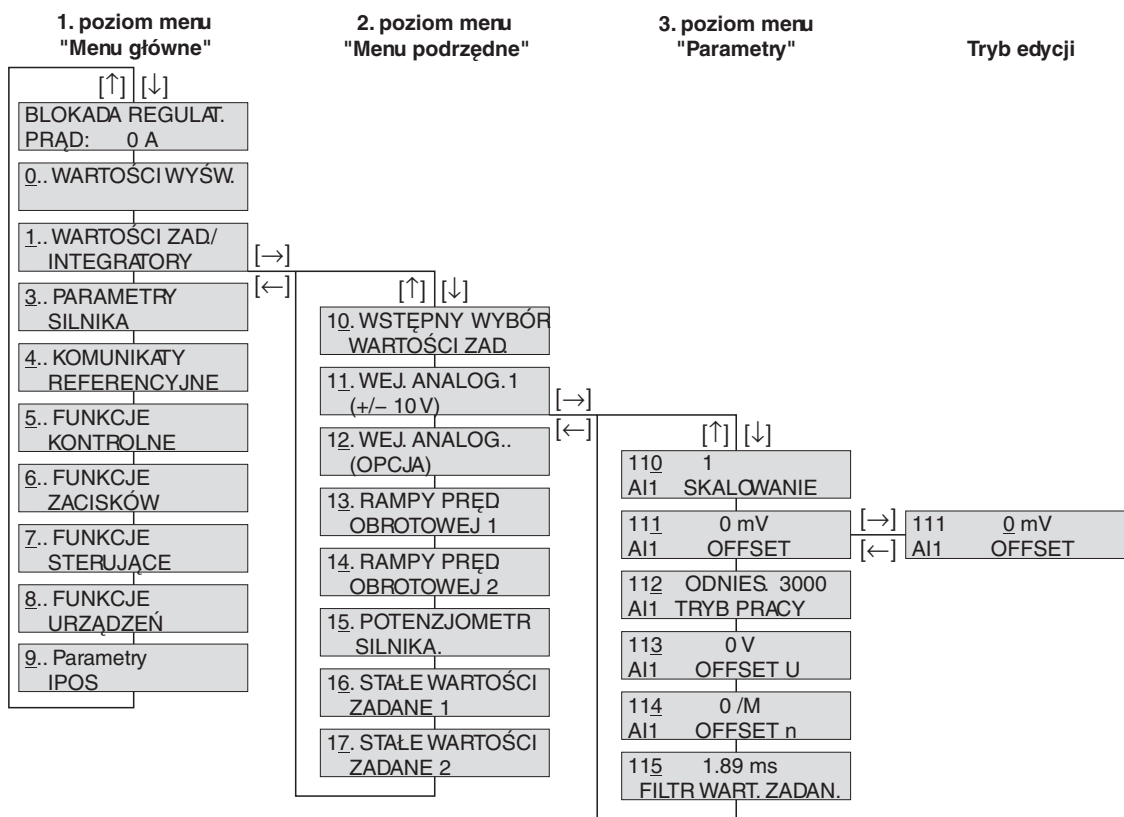 1. poziom menu
"Menu główne"
2. poziom menu
"Menu podrzędne"
3. poziom menu
"Parametry"
Tryb edycji
[↑] [↓]
BLOKADA REGULAT.
PRĄD: 0 A
0.. WARTOŚCI WYŚW.
1.. WARTOŚCI ZAD./
INTEGRATORY
3.. PARAMETRY
SILNIKA
4.. KOMUNIKATY
REFERENCYJNE
5.. FUNKCJE
KONTROLNE
6.. FUNKCJE
ZACISKÓW
7.. FUNKCJE
STERUJĄCE
8.. FUNKCJE
URZĄDZEŃ
9.. Parametry
IPOS
[→]
[←]
[↑] [↓]
10. WSTĘPNY WYBÓR
WARTOŚCI ZAD.
11. WEJ. ANALOG. 1
(+/− 10 V)
12. WEJ. ANALOG..
(OPCJA)
13. RAMPY PRĘD.
OBROTOWEJ 1
14. RAMPY PRĘD.
OBROTOWEJ 2
15. POTENZJOMETR
SILNIKA.
16. STAŁE WARTOŚCI
ZADANE 1
17. STAŁE WARTOŚCI
ZADANE 2
[→]
[←]
[↑] [↓]
110 1
AI1 SKALOWANIE
111 0 mV
AI1 OFFSET
112 ODNIES. 3000
AI1 TRYB PRACY
113 0 V
AI1 OFFSET U
114 0 /M
AI1 OFFSET n
115 1.89 ms
FILTR WART. ZADAN.
[→]
[←]
111 0 mV
AI1 OFFSET